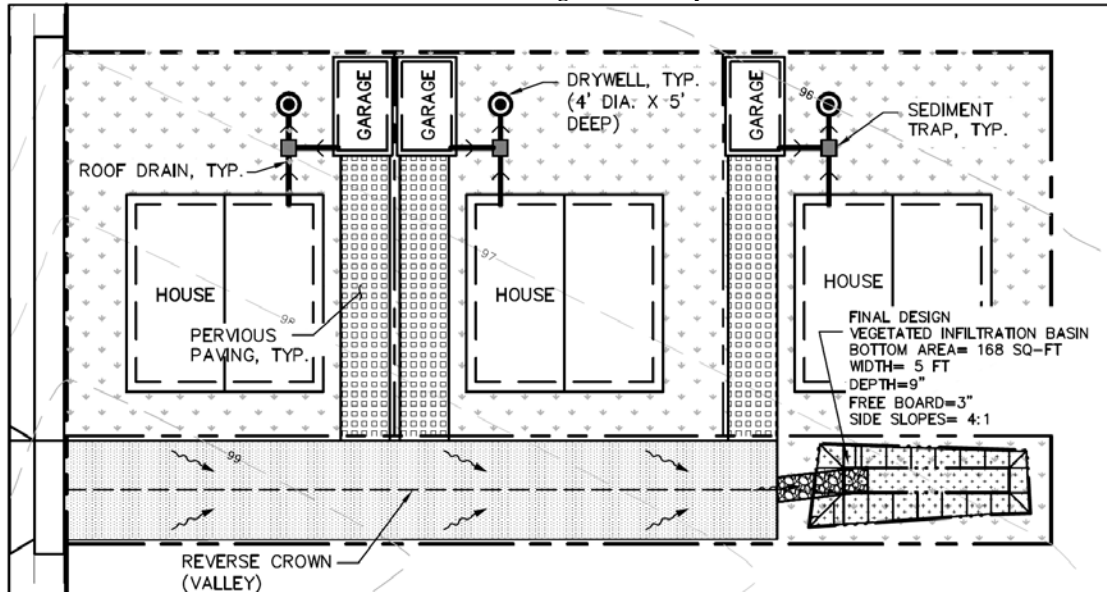 GARAGE
GARAGE
DRYWELL, TYP.
(4' DIA. X 5'
DEEP)
GARAGE
96
SEDIMENT
TRAP, TYP.
ROOF DRAIN, TYP.
97
HOUSE
HOUSE
HOUSE
98
PERVIOUS
PAVING, TYP.
FINAL DESIGN
VEGETATED INFILTRATION BASIN
BOTTOM AREA= 168 SQ-FT
WIDTH= 5 FT
DEPTH=9"
FREE BOARD=3"
SIDE SLOPES= 4:1
99
REVERSE CROWN
(VALLEY)